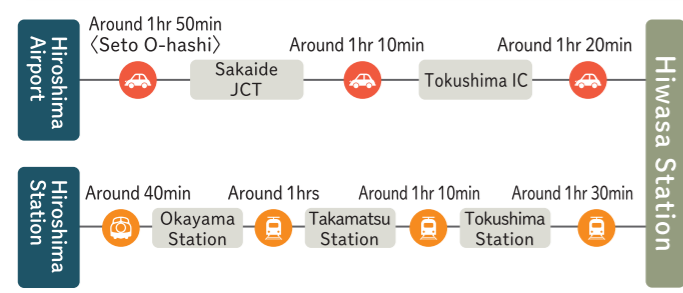 Hiroshima
Airport
Around 1hr 50min
〈Seto O-hashi〉
Sakaide
JCT
Around 1hr 10min
Tokushima IC
Around 1hr 20min
Hiroshima
Station
Around 40min
Okayama
Station
Around 1hrs
Takamatsu
Station
Around 1hr 10min
Tokushima
Station
Around 1hr 30min
Hiwasa Station